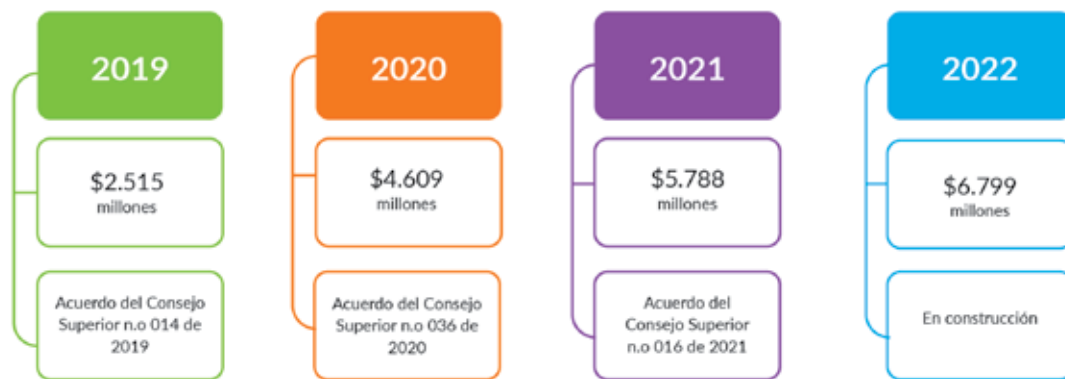 2019
$2.515
millones
Acuerdo del Consejo
Superior n.o 014 de
2019
2020
$4.609
millones
Acuerdo del Consejo
Superior n.o 036 de
2020
2021
$5.788
millones
Acuerdo del
Consejo Superior
n.o 016 de 2021
2022
$6.799
millones
En construcción